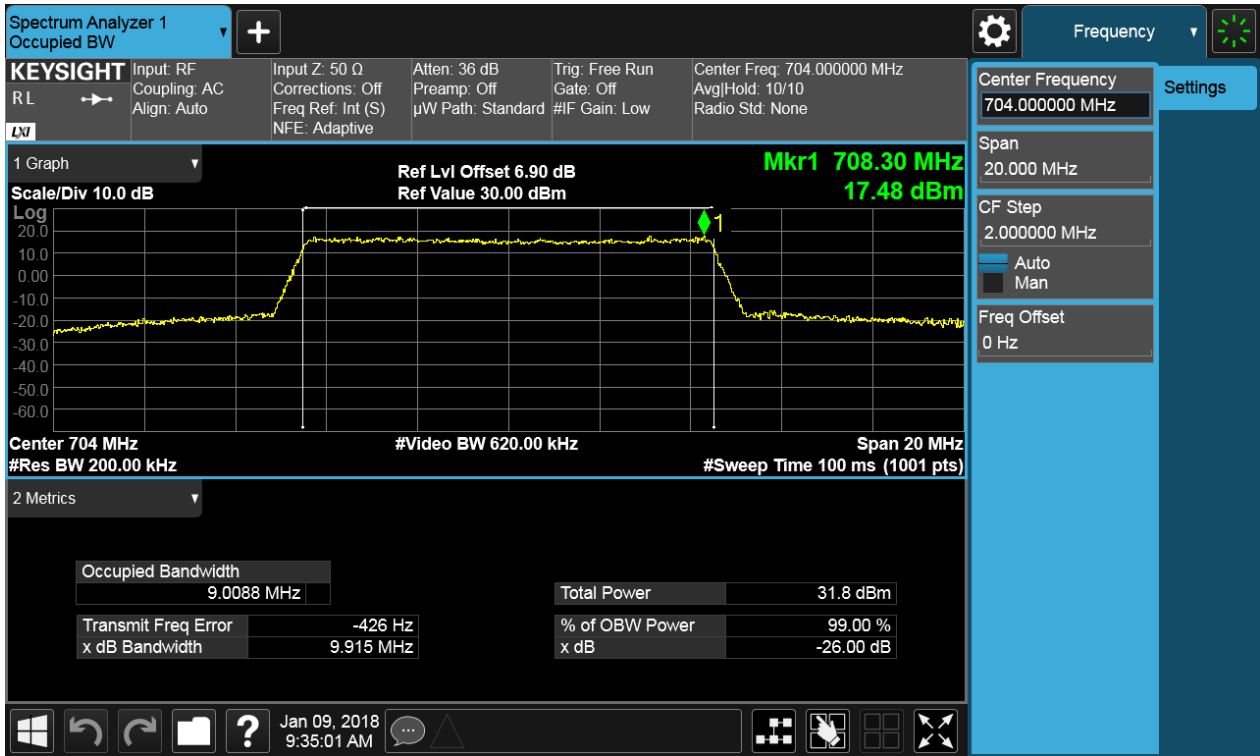 Spectrum Analyzer 1
Occupied BW
+
Frequency
KEYSIGHT
R L
LXI
Input: RF
Coupling: AC
Align: Auto
Input Z: 50 Ω
Corrections: Off
Freq Ref: Int (S)
NFE: Adaptive
Atten: 36 dB
Preamp: Off
µW Path: Standard
Trig: Free Run
Gate: Off
#IF Gain: Low
Center Freq: 704.000000 MHz
Avg|Hold: 10/10
Radio Std: None
Center Frequency
704.000000 MHz
Settings
Span
20.000 MHz
CF Step
2.000000 MHz
Auto
Man
Freq Offset
0 Hz
1 Graph
Scale/Div 10.0 dB
Ref Lvl Offset 6.90 dB
Ref Value 30.00 dBm
Mkr1 708.30 MHz
17.48 dBm
Log
20.0
10.0
0.00
-10.0
-20.0
-30.0
-40.0
-50.0
-60.0
1
Center 704 MHz
#Video BW 620.00 kHz
Span 20 MHz
#Res BW 200.00 kHz
#Sweep Time 100 ms (1001 pts)
2 Metrics
Occupied Bandwidth
9.0088 MHz
Total Power 31.8 dBm
Transmit Freq Error -426 Hz
% of OBW Power 99.00 %
x dB Bandwidth 9.915 MHz
x dB -26.00 dB
?
Jan 09, 2018
9:35:01 AM